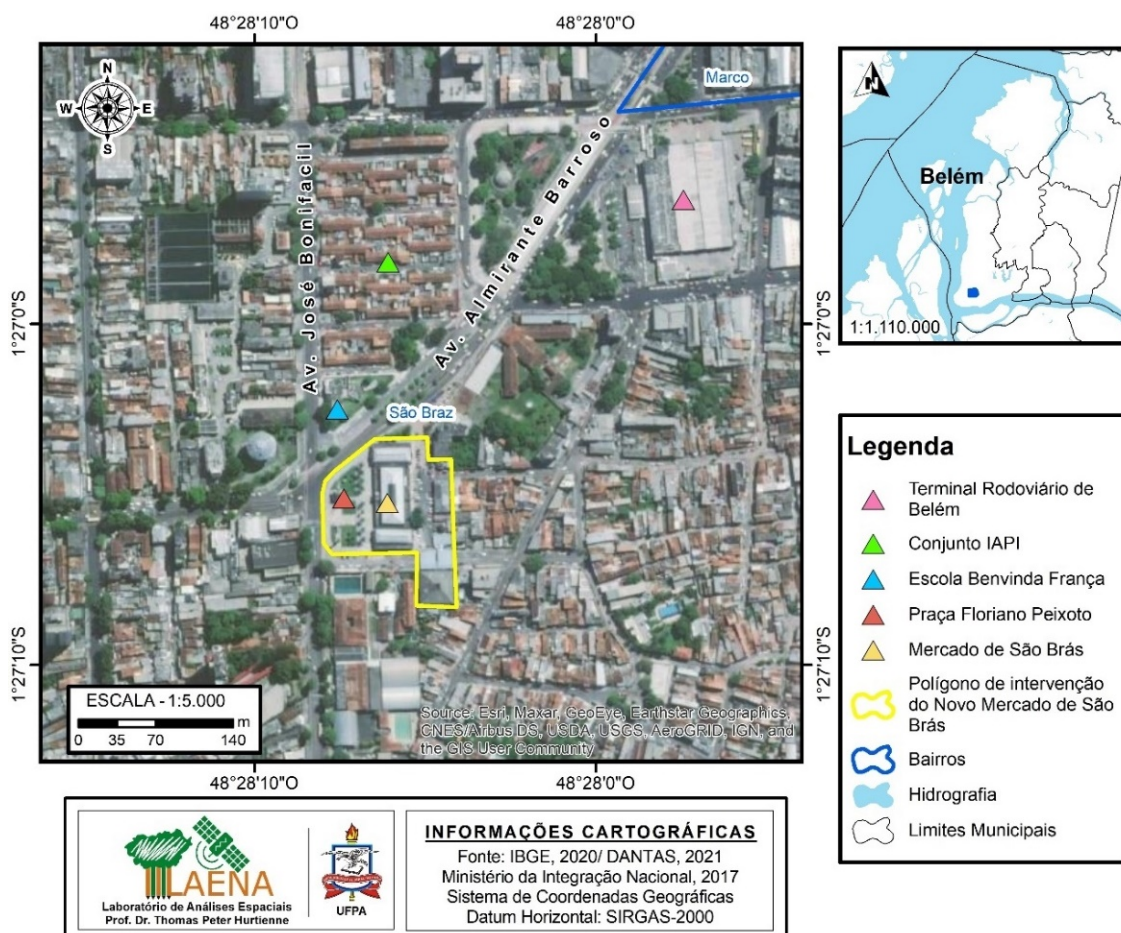 48°28'10"O
48°28'0"O
N
W
E
S
Marco
Av. José Bonifacil
Av. Almirante Barroso
São Braz
1°27'0"S
1°27'0"S
1°27'10"S
1°27'10"S
ESCALA - 1:5.000
m
0 35 70 140
Source: Esri, Maxar, GeoEye, Earthstar Geographics,
CNES/Airbus DS, USDA, USGS, AeroGRID, IGN, and
the GIS User Community
48°28'10"O
48°28'0"O
N
Belém
1:1.110.000
Legenda
Terminal Rodoviário de
Belém
Conjunto IAPI
Escola Benvinda França
Praça Floriano Peixoto
Mercado de São Brás
Polígono de intervenção
do Novo Mercado de São
Brás
Bairros
Hidrografia
Limites Municipais
LAENA
Laboratório de Análises Espaciais
Prof. Dr. Thomas Peter Hurtienne
UFPA
INFORMAÇÕES CARTOGRÁFICAS
Fonte: IBGE, 2020/ DANTAS, 2021
Ministério da Integração Nacional, 2017
Sistema de Coordenadas Geográficas
Datum Horizontal: SIRGAS-2000